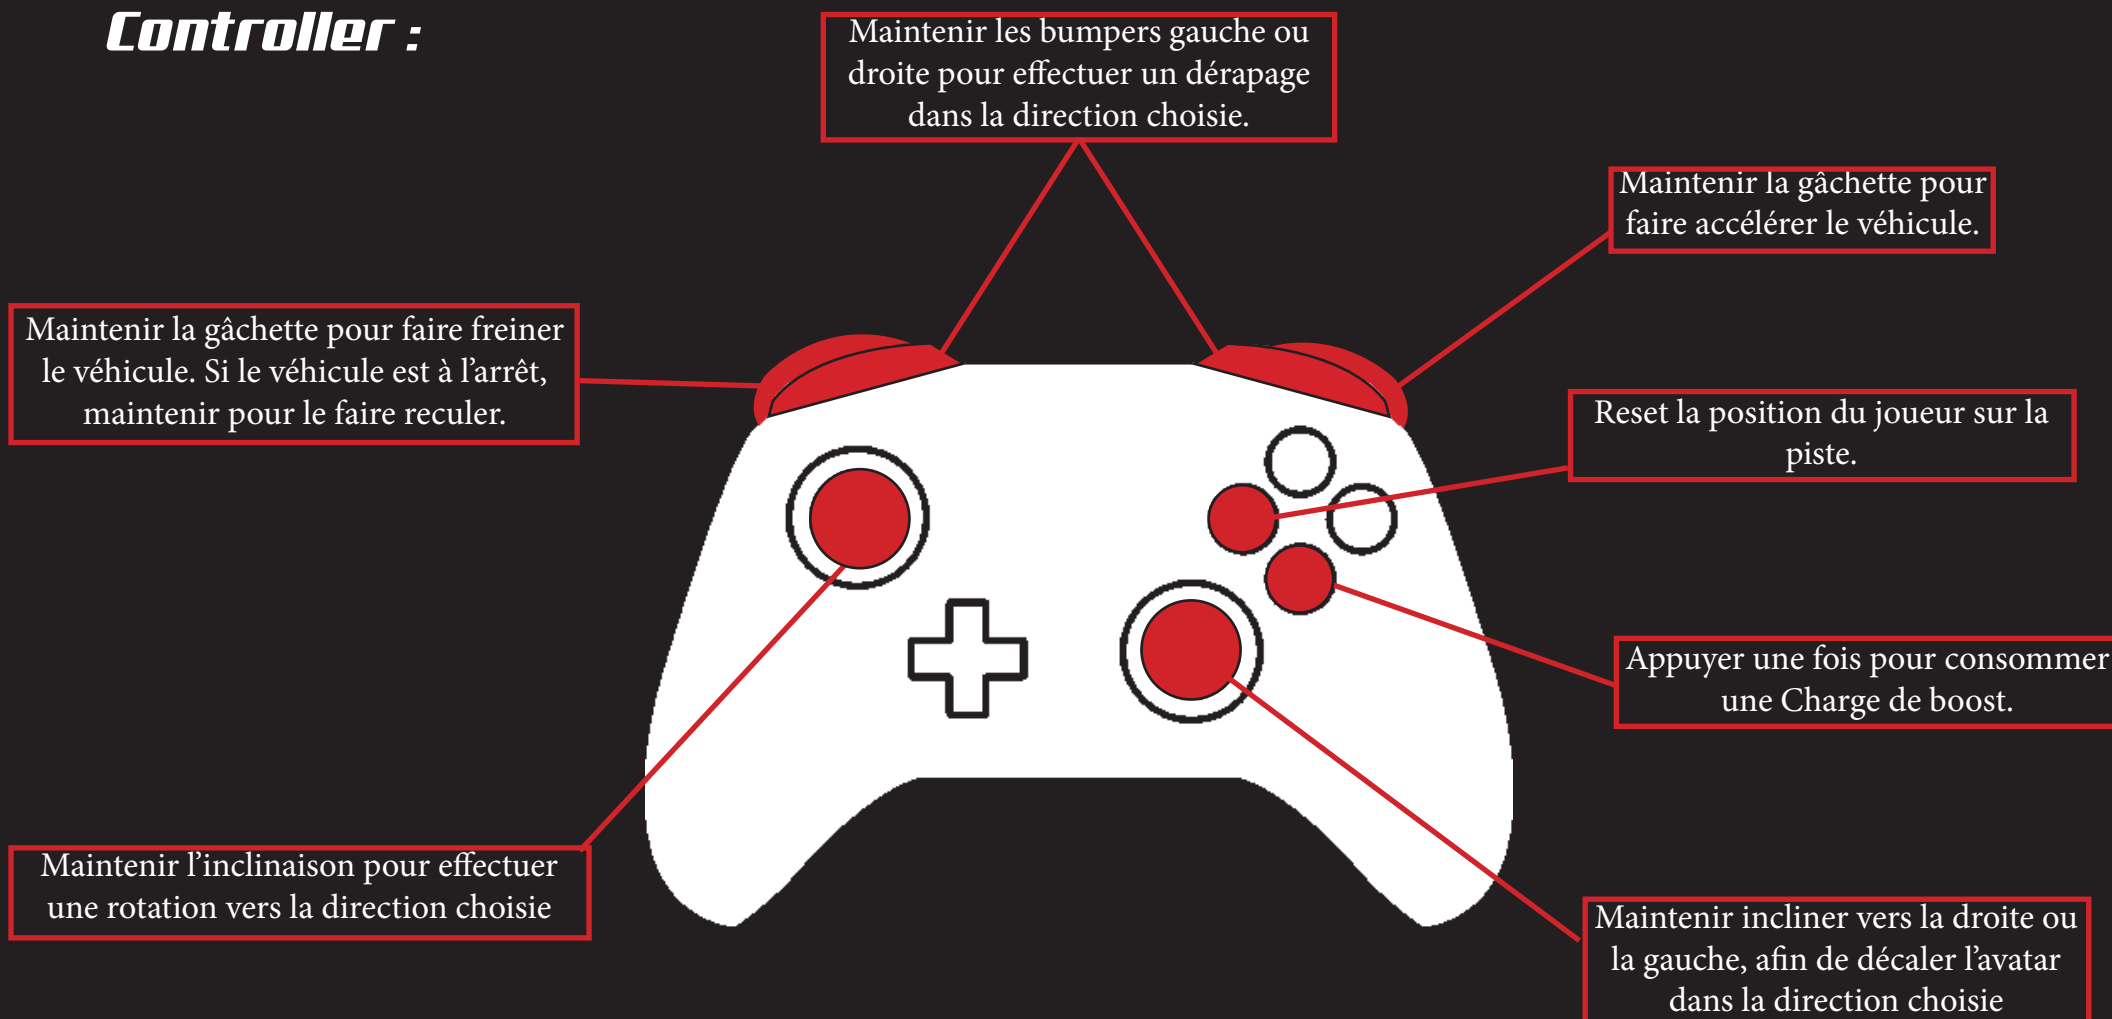 Controller :
Maintenir les bumpers gauche ou
droite pour effectuer un dérapage
dans la direction choisie.
Maintenir la gâchette pour
faire accélérer le véhicule.
Maintenir la gâchette pour faire freiner
le véhicule. Si le véhicule est à l’arrêt,
maintenir pour le faire reculer.
Reset la position du joueur sur la
piste.
Appuyer une fois pour consommer
une Charge de boost.
Maintenir l’inclinaison pour effectuer
une rotation vers la direction choisie
Maintenir incliner vers la droite ou
la gauche, afin de décaler l’avatar
dans la direction choisie